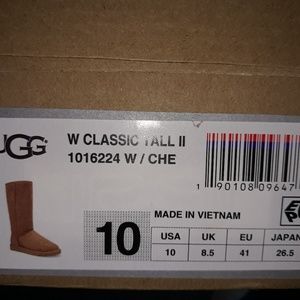 UGG
W CLASSIC TALL II
1016224 W / CHE
1 90108 09647
MADE IN VIETNAM
10
USA UK EU JAPAN
10 8.5 41 26.5